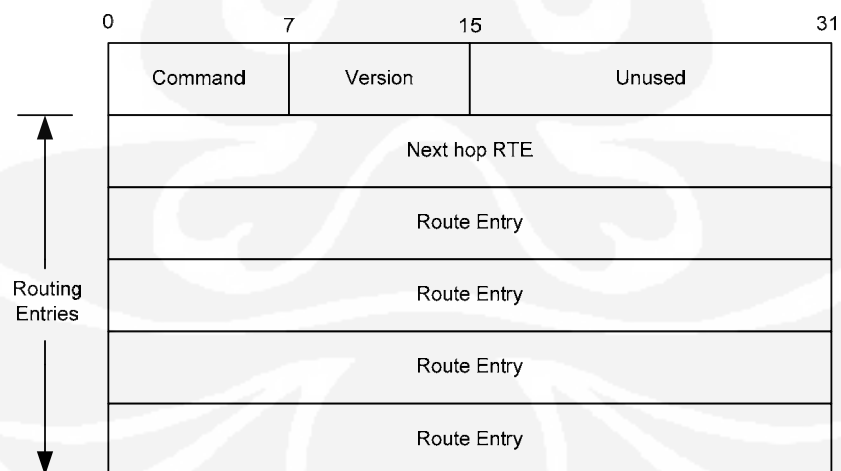 0 7 15 31
Command Version Unused
Next hop RTE
Route Entry
Routing
Entries
Route Entry
Route Entry
Route Entry